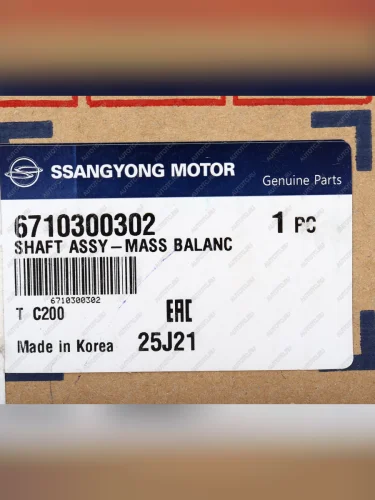 SSANGYONG MOTOR
Genuine Parts
6710300302 1 PC
SHAFT ASSY-MASS BALANC
6710300302
T C200 EAC
Made in Korea 25J21